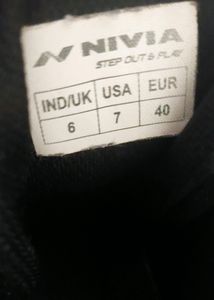 NIVIA
STEP OUT & PLAY
IND/UK USA EUR
6 7 40